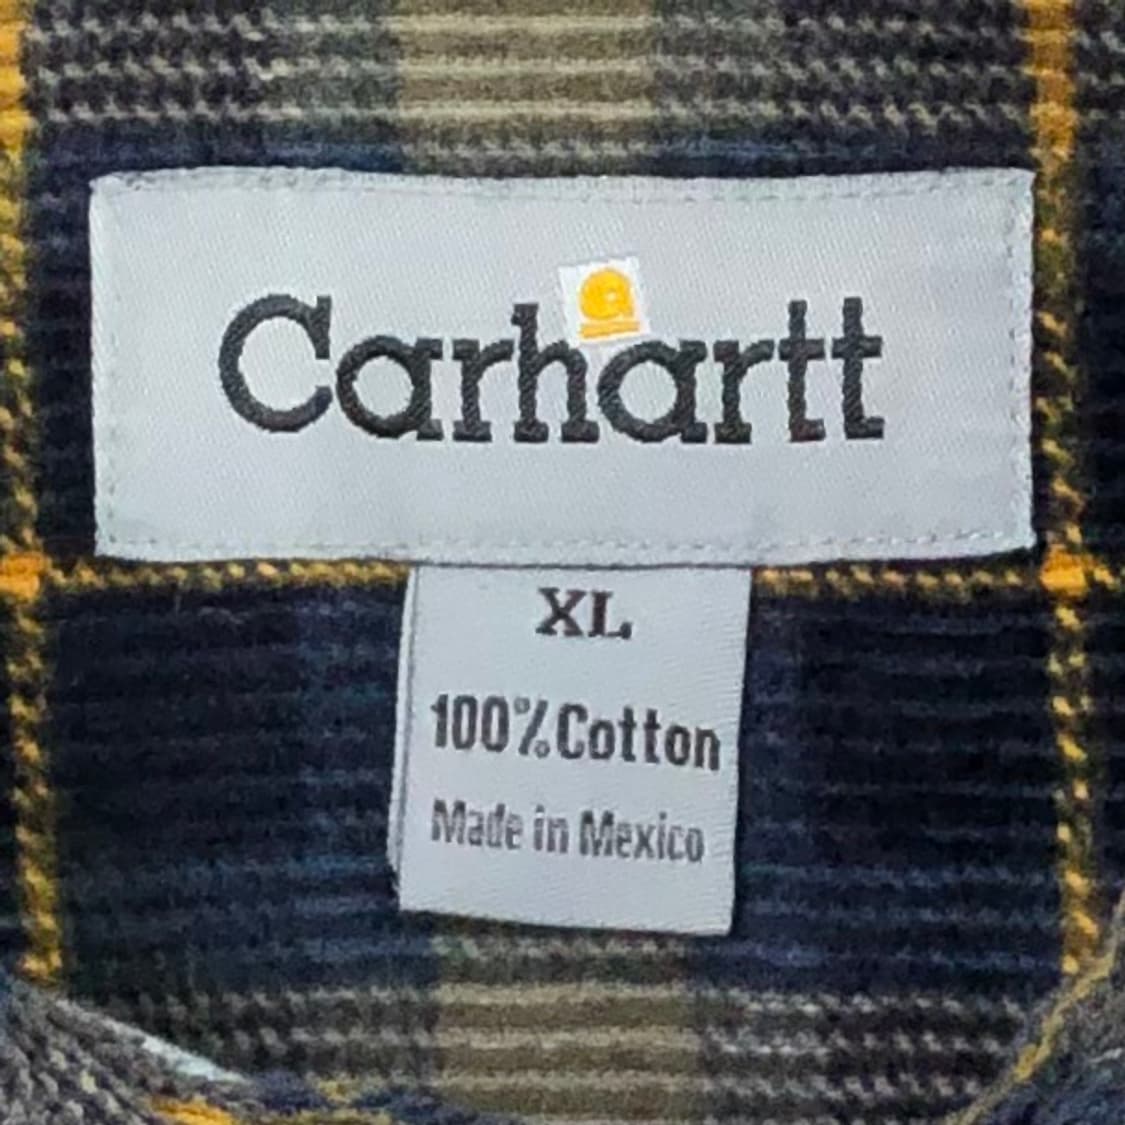 Carhartt
XL
100% Cotton
Made in Mexico